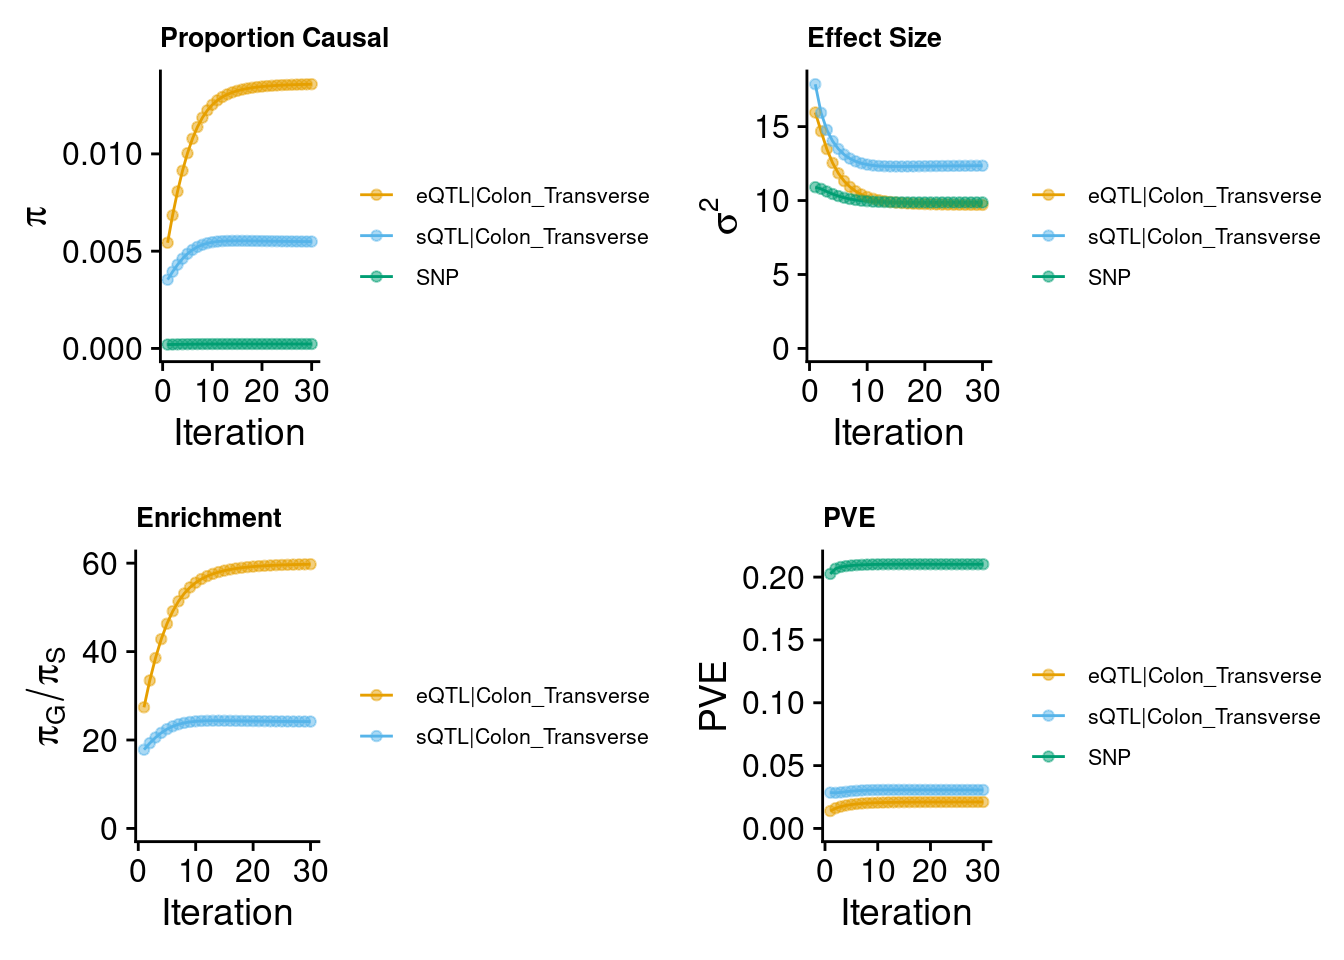 Proportion Causal
π
0.010
0.005
0.000
0 10 20 30
Iteration
eQTL|Colon_Transverse
sQTL|Colon_Transverse
SNP
Effect Size
σ²
15
10
5
0
0 10 20 30
Iteration
eQTL|Colon_Transverse
sQTL|Colon_Transverse
SNP
Enrichment
π_G/π_S
60
40
20
0
0 10 20 30
Iteration
eQTL|Colon_Transverse
sQTL|Colon_Transverse
PVE
PVE
0.20
0.15
0.10
0.05
0.00
0 10 20 30
Iteration
eQTL|Colon_Transverse
sQTL|Colon_Transverse
SNP